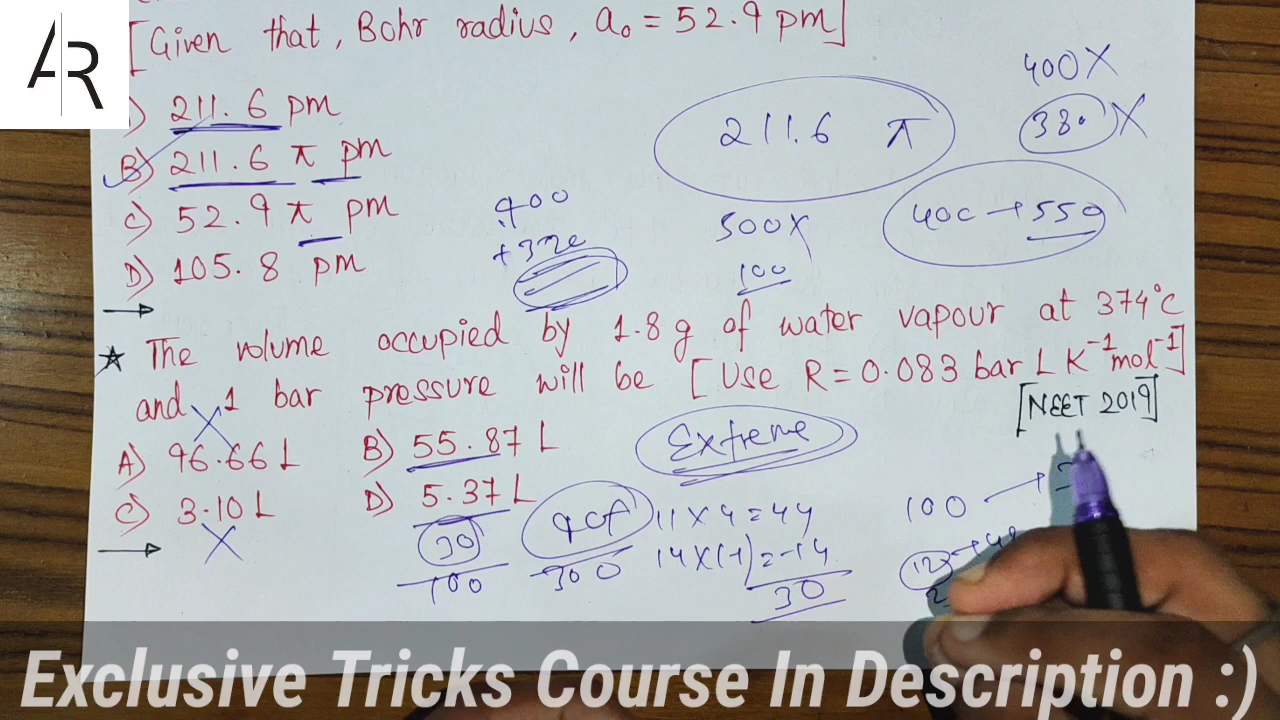 AR
[Given that, Bohr radius, a₀ = 52.9 pm]
) 211.6 pm
B) 211.6 π pm
C) 52.9 π pm
D) 105.8 pm
400 X
380 X
211.6 π
400 → 550
900
500X
100
★ The volume occupied by 1.8 g of water vapour at 374°C
and 1 bar pressure will be [Use R = 0.083 bar L K⁻¹ mol⁻¹]
[NEET 2019]
A) 96.66 L B) 55.87 L
C) 3.10 L D) 5.37 L
Extreme
30
100
300
11 X 4 = 44
14 X (-1) = -14
30
100 →
Exclusive Tricks Course In Description :)